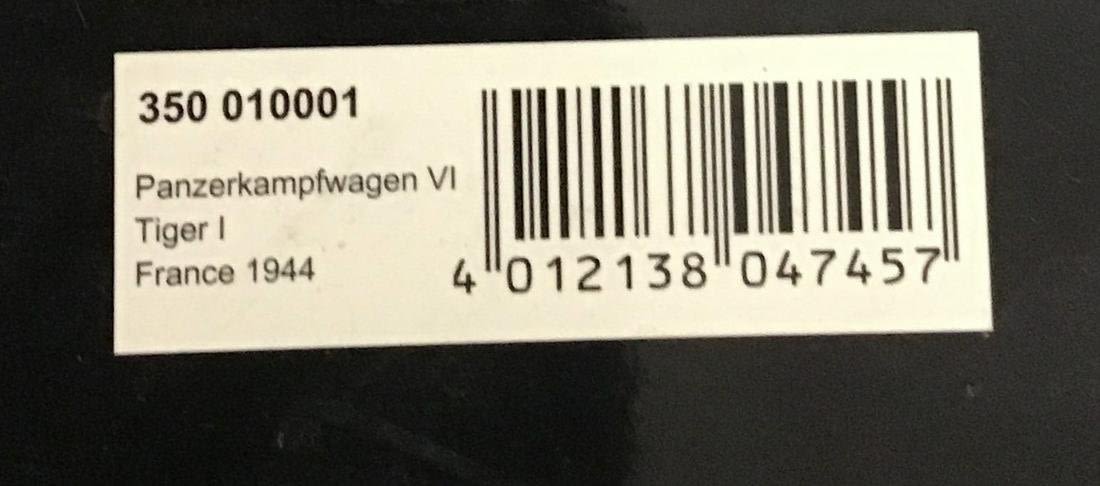 350 010001
Panzerkampfwagen VI
Tiger I
France 1944
4 012138 047457